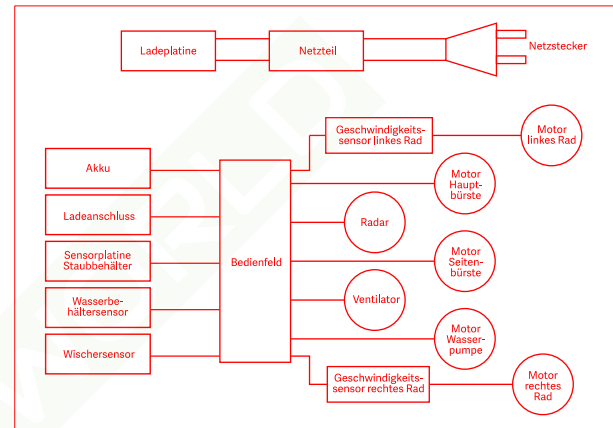 Ladeplatine
Netzteil
Netzstecker
Geschwindigkeits-
sensor linkes Rad
Motor
linkes Rad
Akku
Motor
Haupt-
bürste
Ladeanschluss
Radar
Sensorplatine
Staubbehälter
Bedienfeld
Motor
Seiten-
bürste
Wasserbe-
hältersensor
Ventilator
Wischersensor
Motor
Wasser-
pumpe
Geschwindigkeits-
sensor rechtes Rad
Motor
rechtes
Rad